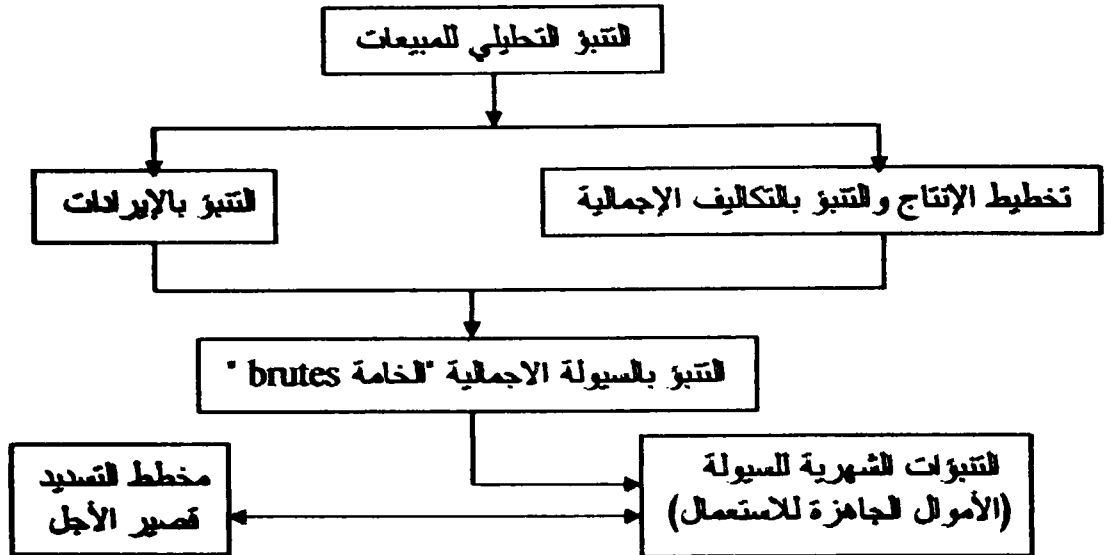 التنبؤ التحليلي للمبيعات
تخطيط الإنتاج والتنبؤ بالتكاليف الإجمالية
التنبؤ بالإيرادات
التنبؤ بالسيولة الاجمالية "الخامة brutes "
التنبؤات الشهرية للسيولة
(الأموال الجاهزة للاستعمال)
مخطط التسديد
قصير الأجل